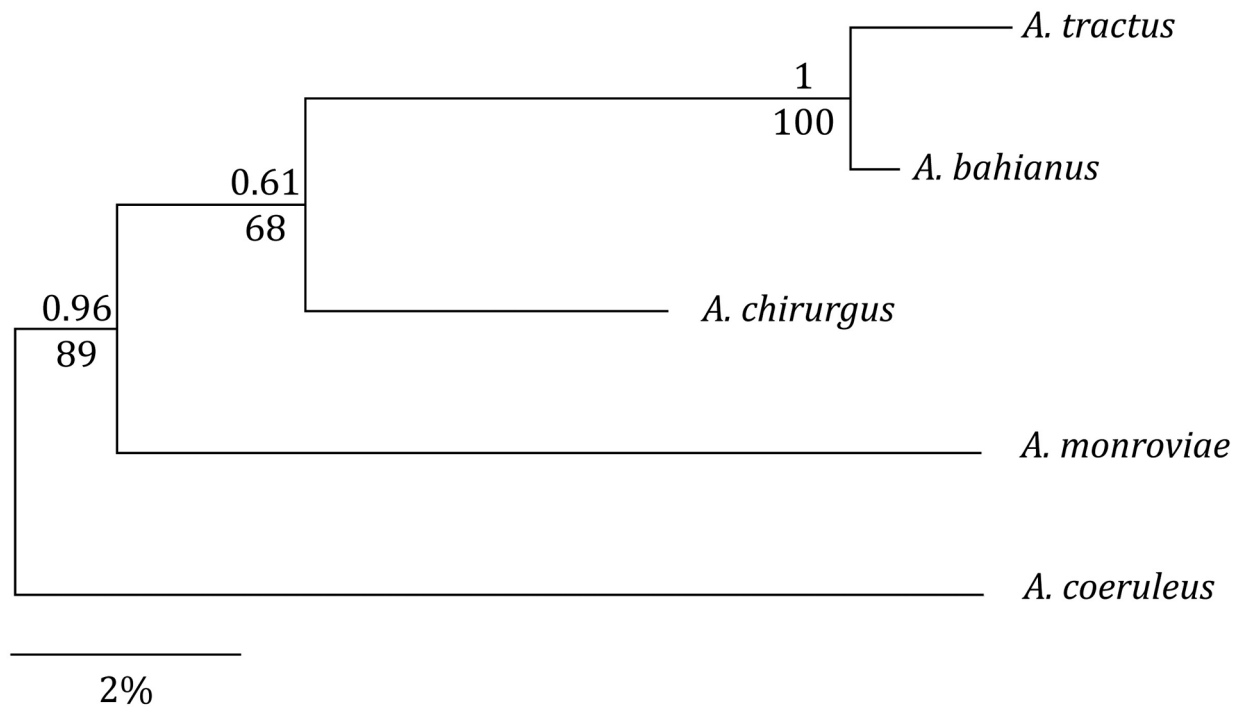 A. tractus
1
100
A. bahianus
0.61
68
A. chirurgus
0.96
89
A. monroviae
A. coeruleus
2%